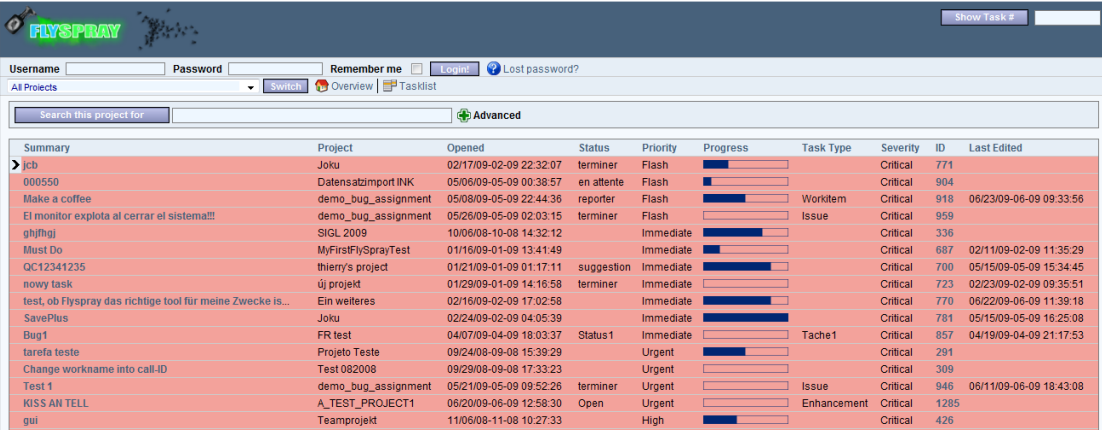 FLYSPRAY Show Task #
Username Password Remember me Login! Lost password?
All Projects Switch Overview Tasklist
Search this project for Advanced
Summary Project Opened Status Priority Progress Task Type Severity ID Last Edited
jcb Joku 02/17/09-02-09 22:32:07 terminer Flash Critical 771
000550 Datensatzimport INK 05/06/09-05-09 00:38:57 en attente Flash Critical 904
Make a coffee demo_bug_assignment 05/08/09-05-09 22:44:36 reporter Flash Workitem Critical 918 06/23/09-06-09 09:33:56
El monitor explota al cerrar el sistema!!! demo_bug_assignment 05/26/09-05-09 02:03:15 terminer Flash Issue Critical 959
ghjfhgj SIGL 2009 10/06/08-10-08 14:32:12 Immediate Critical 336
Must Do MyFirstFlySprayTest 01/16/09-01-09 13:41:49 Immediate Critical 687 02/11/09-02-09 11:35:29
QC12341235 thierry's project 01/21/09-01-09 01:17:11 suggestion Immediate Critical 700 05/15/09-05-09 15:34:45
nowy task új projekt 01/29/09-01-09 14:16:58 terminer Immediate Critical 723 02/23/09-02-09 09:35:51
test, ob Flyspray das richtige tool für meine Zwecke is... Ein weiteres 02/16/09-02-09 17:02:58 Immediate Critical 770 06/22/09-06-09 11:39:18
SavePlus Joku 02/24/09-02-09 04:05:39 Immediate Critical 781 05/15/09-05-09 16:25:08
Bug1 FR test 04/07/09-04-09 18:03:37 Status1 Immediate Tache1 Critical 857 04/19/09-04-09 21:17:53
tarefa teste Projeto Teste 09/24/08-09-08 15:39:29 Urgent Critical 291
Change workname into call-ID Test 082008 09/29/08-09-08 17:33:23 Urgent Critical 309
Test 1 demo_bug_assignment 05/21/09-05-09 09:52:26 terminer Urgent Issue Critical 946 06/11/09-06-09 18:43:08
KISS AN TELL A_TEST_PROJECT1 06/20/09-06-09 12:58:30 Open Urgent Enhancement Critical 1285
gui Teamprojekt 11/06/08-11-08 10:27:33 High Critical 426